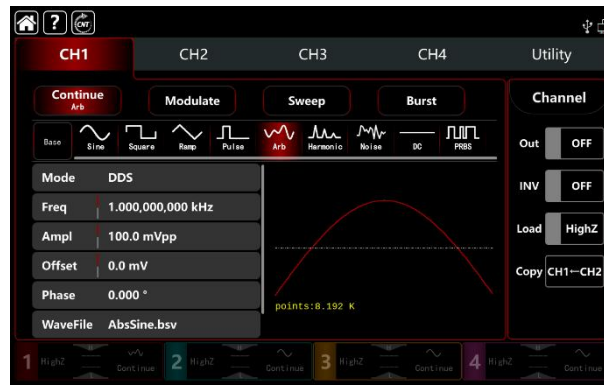 ? CNT
CH1 CH2 CH3 CH4 Utility
Continue Arb Modulate Sweep Burst Channel
Base Sine Square Ramp Pulse Arb Harmonic Noise DC PRBS
Out OFF
Mode DDS
INV OFF
Freq 1.000,000,000 kHz
Load HighZ
Ampl 100.0 mVpp
Offset 0.0 mV
Copy CH1←CH2
Phase 0.000 °
points:8.192 K
WaveFile AbsSine.bsv
1 HighZ Continue 2 HighZ Continue 3 HighZ Continue 4 HighZ Continue